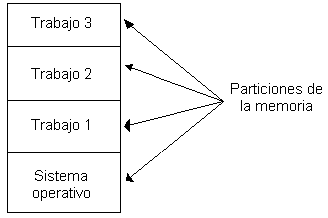 Trabajo 3
Trabajo 2
Trabajo 1
Sistema
operativo
Particiones de
la memoria